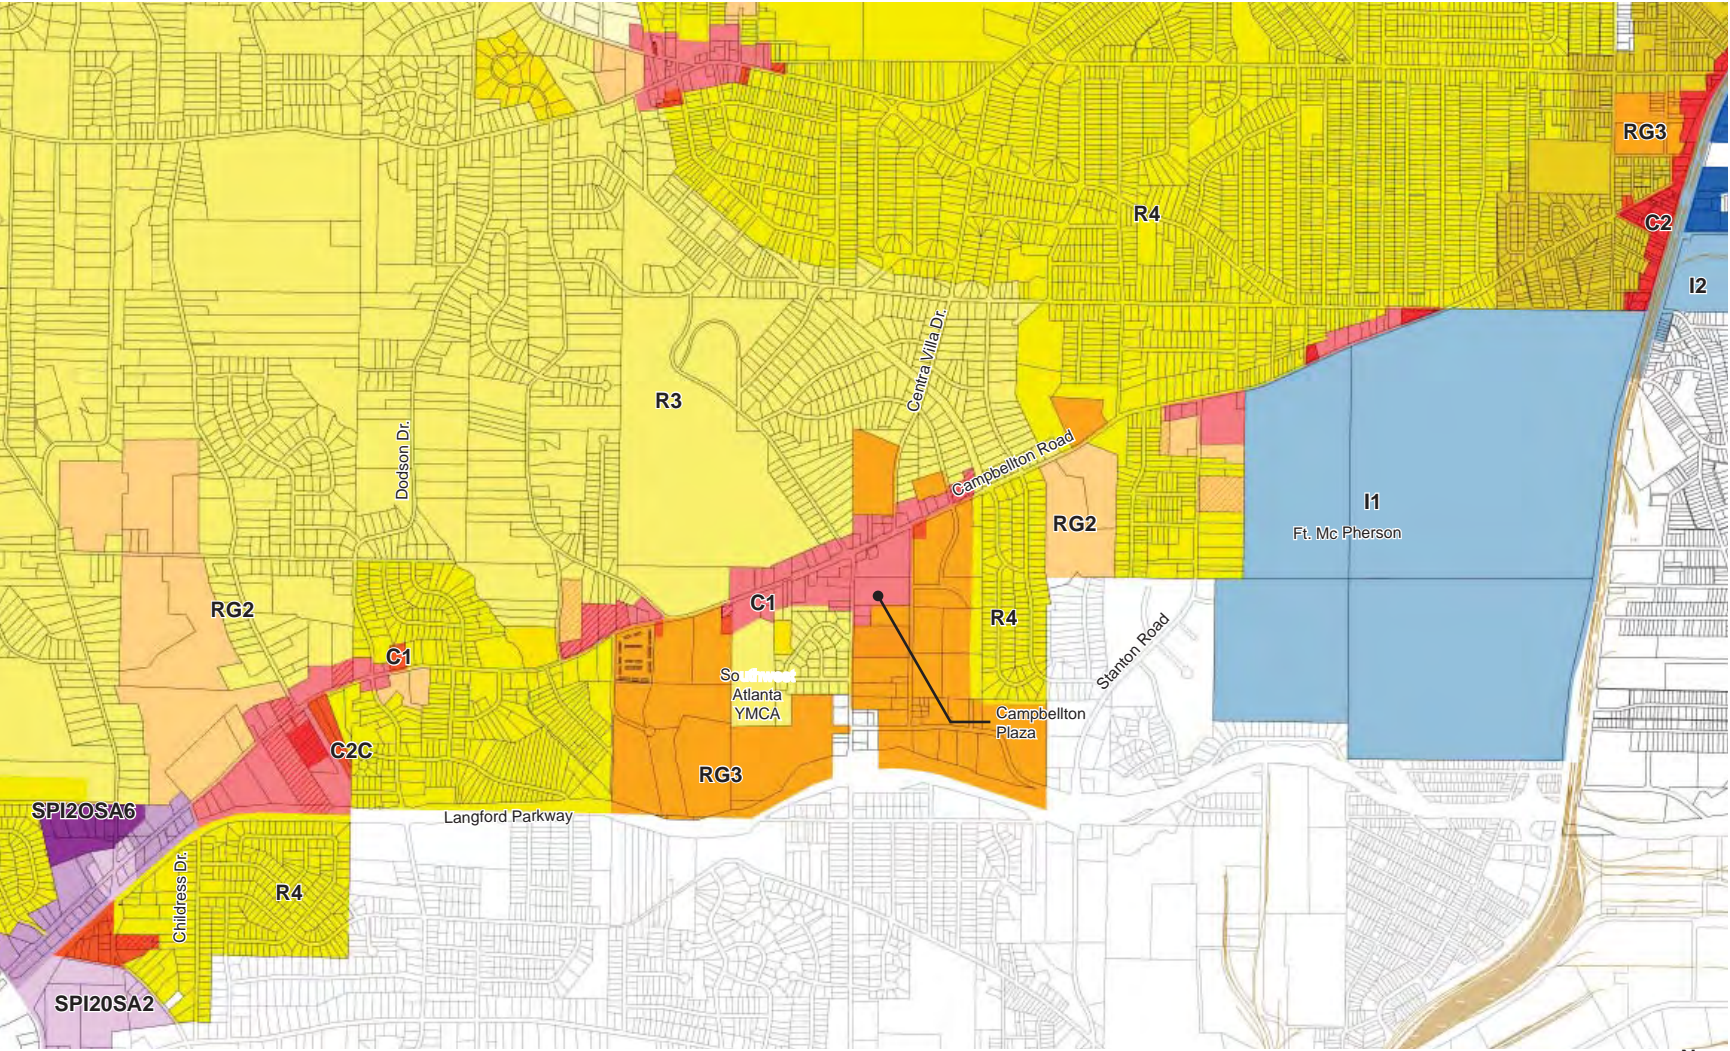 RG3
R4
C2
I2
Centra Villa Dr.
R3
Dodson Dr.
Campbellton Road
I1
RG2
Ft. Mc Pherson
C1
RG2
R4
Stanton Road
C1
Atlanta
YMCA
Campbellton
Plaza
C2C
RG3
SPI2OSA6
Langford Parkway
Childress Dr.
R4
SPI20SA2